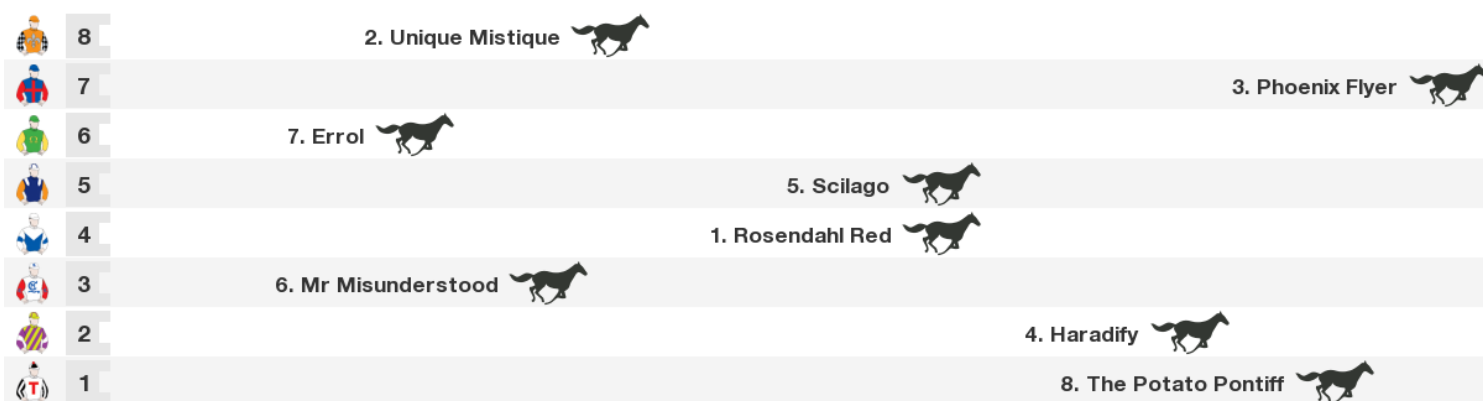 8 2. Unique Mistique
7 3. Phoenix Flyer
6 7. Errol
5 5. Scilago
4 1. Rosendahl Red
3 6. Mr Misunderstood
2 4. Haradify
T 1 8. The Potato Pontiff